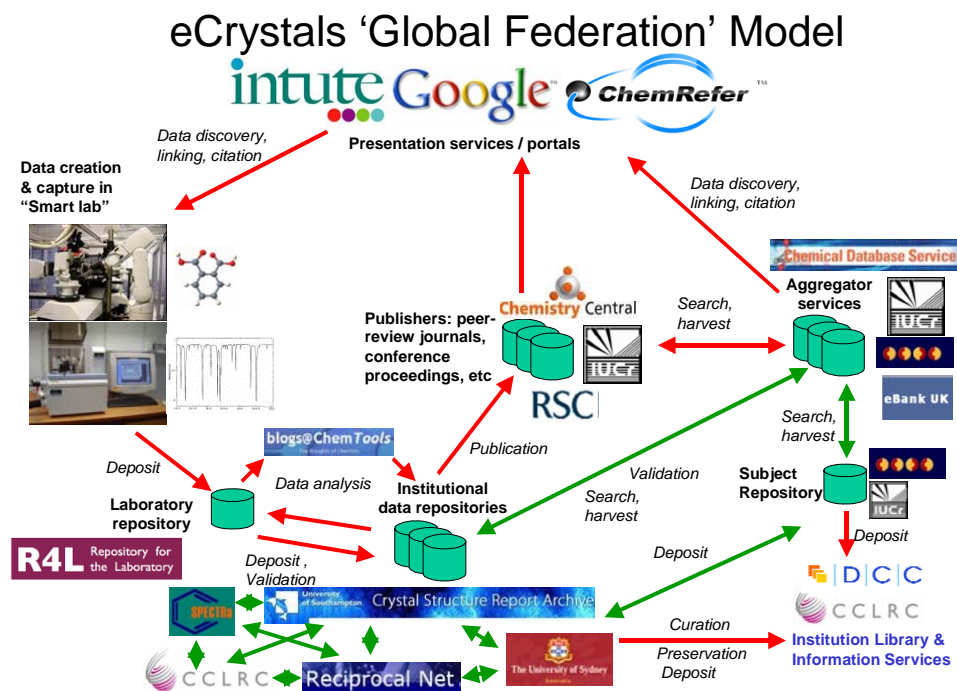 eCrystals ‘Global Federation’ Model
intute
Google™
ChemRefer™
Data discovery,
linking, citation
Presentation services / portals
Data creation
& capture in
“Smart lab”
Data discovery,
linking, citation
Chemical Database Service
Aggregator
services
IUCr
eBank UK
Chemistry Central
Publishers: peer-
review journals,
conference
proceedings, etc
IUCr
RSC
Search,
harvest
Search,
harvest
blogs@ChemTools
Publication
Deposit
Data analysis
Validation
Search,
harvest
Subject
Repository
IUCr
Laboratory
repository
Institutional
data repositories
R4L Repository for
the Laboratory
Deposit ,
Validation
Deposit
Deposit
DCC
CCLRC
Institution Library &
Information Services
SPECTRa
University
of Southampton
Crystal Structure Report Archive
Curation
Preservation
Deposit
CCLRC
Reciprocal Net
The University of Sydney